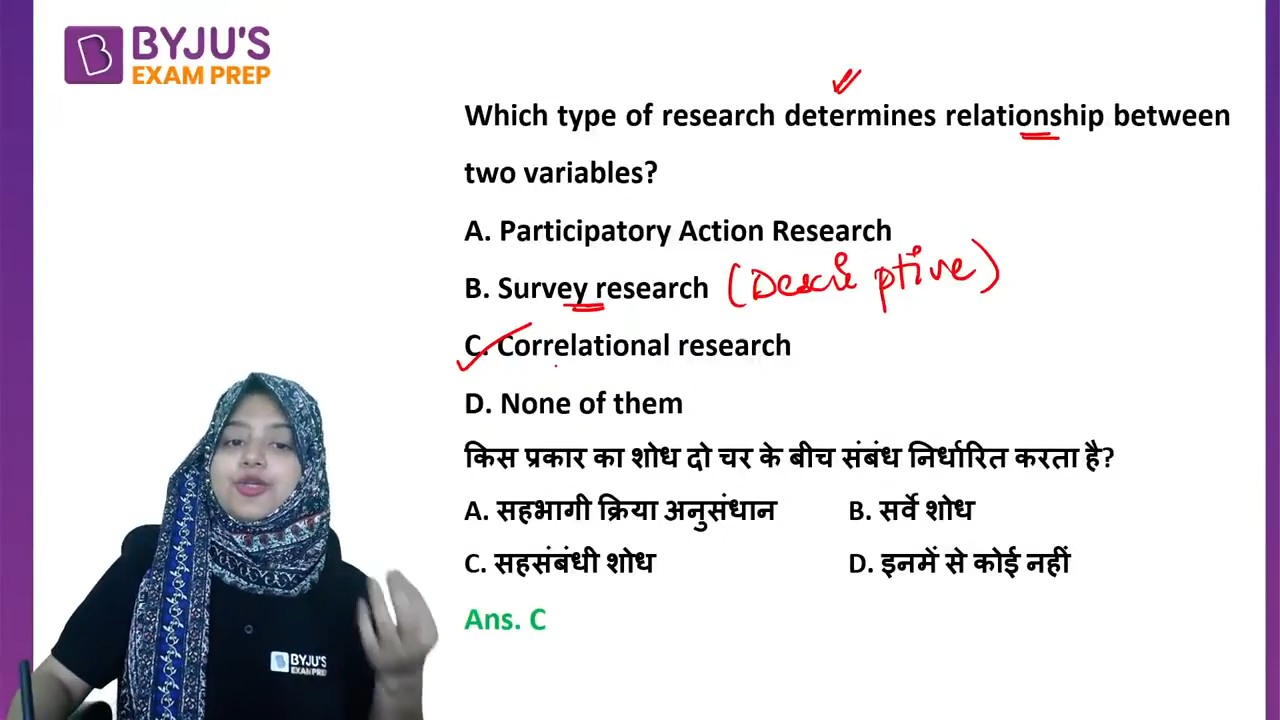 BYJU'S
EXAM PREP
Which type of research determines relationship between
two variables?
A. Participatory Action Research
B. Survey research (Descriptive)
C. Correlational research
D. None of them
किस प्रकार का शोध दो चर के बीच संबंध निर्धारित करता है?
A. सहभागी क्रिया अनुसंधान B. सर्वे शोध
C. सहसंबंधी शोध D. इनमें से कोई नहीं
Ans. C
BYJU'S
EXAM PREP